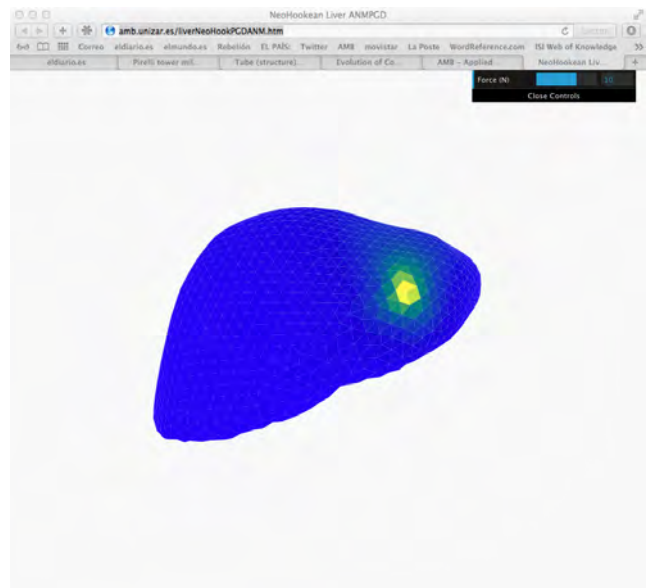 NeoHookean Liver ANMPGD
amb.unizar.es/liverNeoHookPGDANM.htm
Correo eldiario.es elmundo.es Rebelión EL PAÍS: Twitter AMB movistar La Poste WordReference.com ISI Web of Knowledge
eldiario.es Pirelli tower mil... Tube (structure)... Evolution of Co... AMB – Applied... NeoHookean Liv...
Force (N) 10
Close Controls